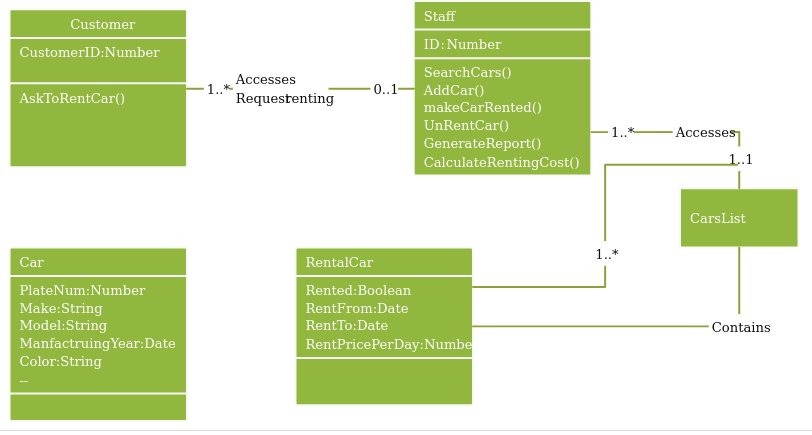 Customer
CustomerID:Number
AskToRentCar()
1..*
Accesses
Requestrenting
0..1
Staff
ID:Number
SearchCars()
AddCar()
makeCarRented()
UnRentCar()
GenerateReport()
CalculateRentingCost()
1..*
Accesses
1..1
CarsList
1..*
Contains
Car
PlateNum:Number
Make:String
Model:String
ManfactruingYear:Date
Color:String
--
RentalCar
Rented:Boolean
RentFrom:Date
RentTo:Date
RentPricePerDay:Numbe